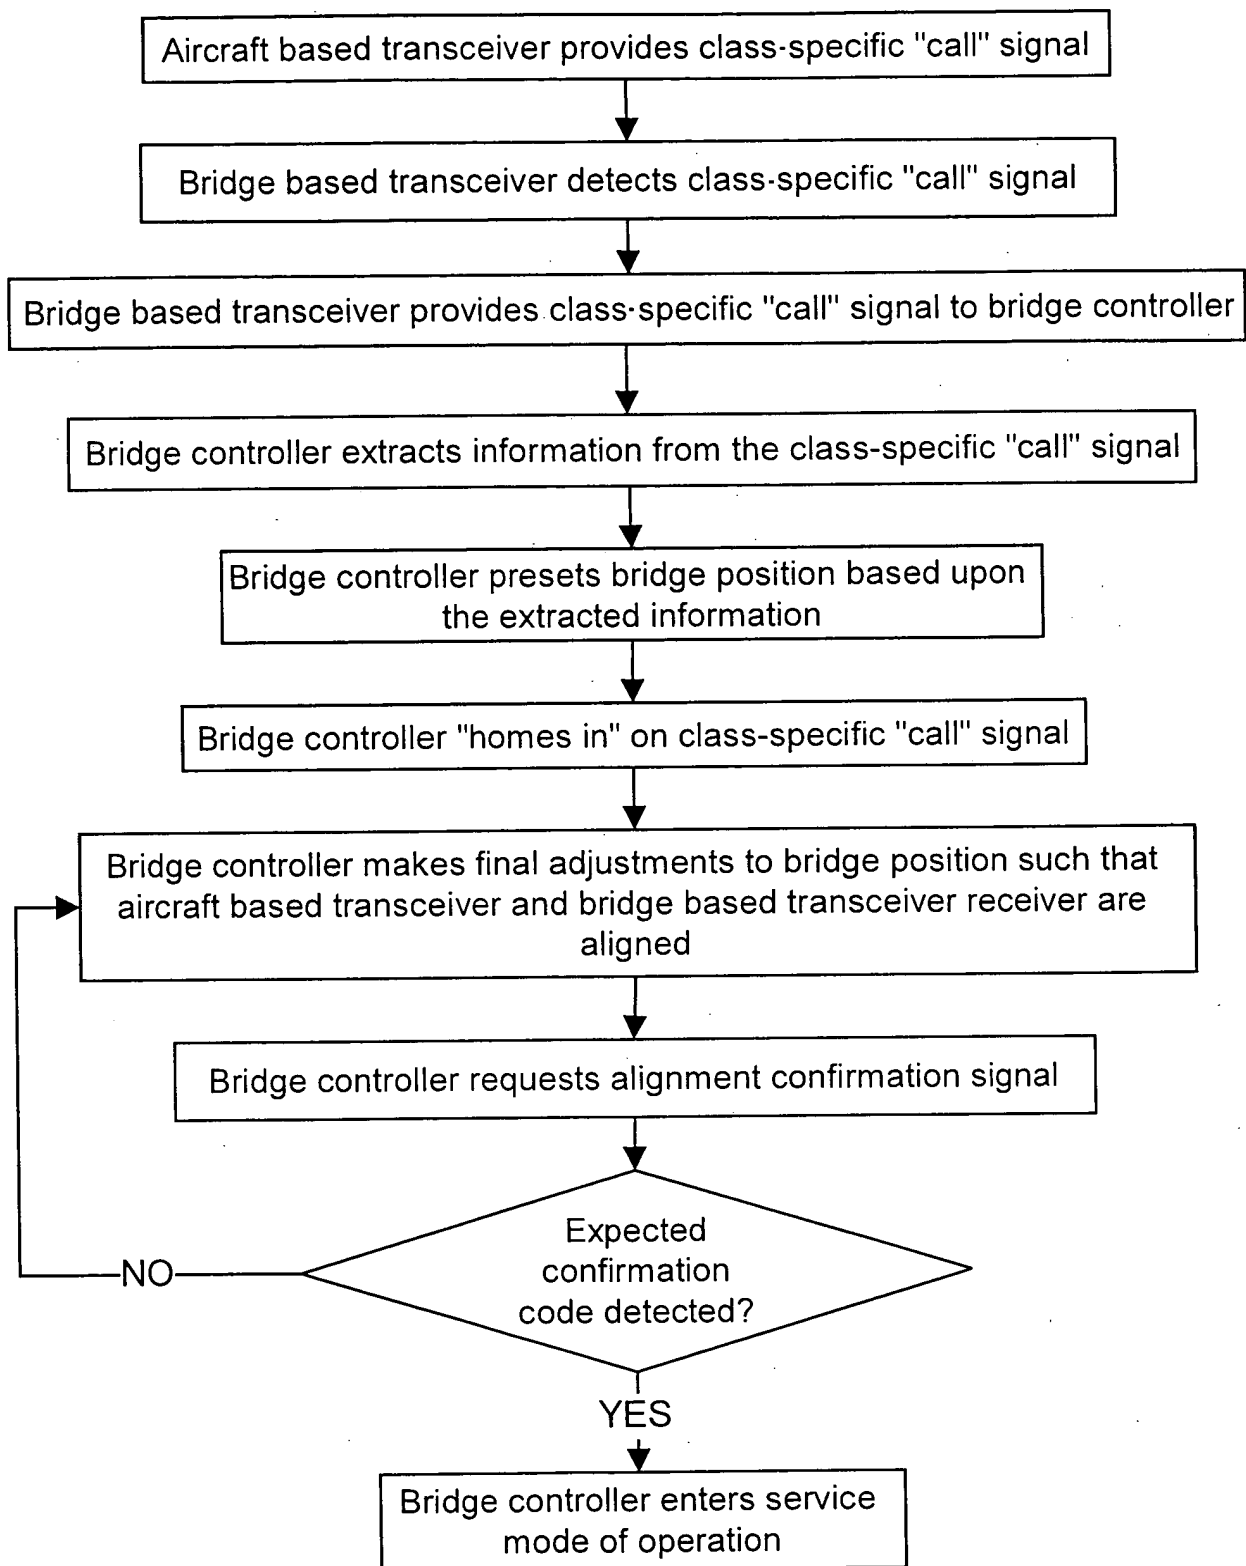 Aircraft based transceiver provides class-specific "call" signal
Bridge based transceiver detects class-specific "call" signal
Bridge based transceiver provides class-specific "call" signal to bridge controller
Bridge controller extracts information from the class-specific "call" signal
Bridge controller presets bridge position based upon
the extracted information
Bridge controller "homes in" on class-specific "call" signal
Bridge controller makes final adjustments to bridge position such that
aircraft based transceiver and bridge based transceiver receiver are
aligned
Bridge controller requests alignment confirmation signal
Expected
confirmation
code detected?
NO
YES
Bridge controller enters service
mode of operation